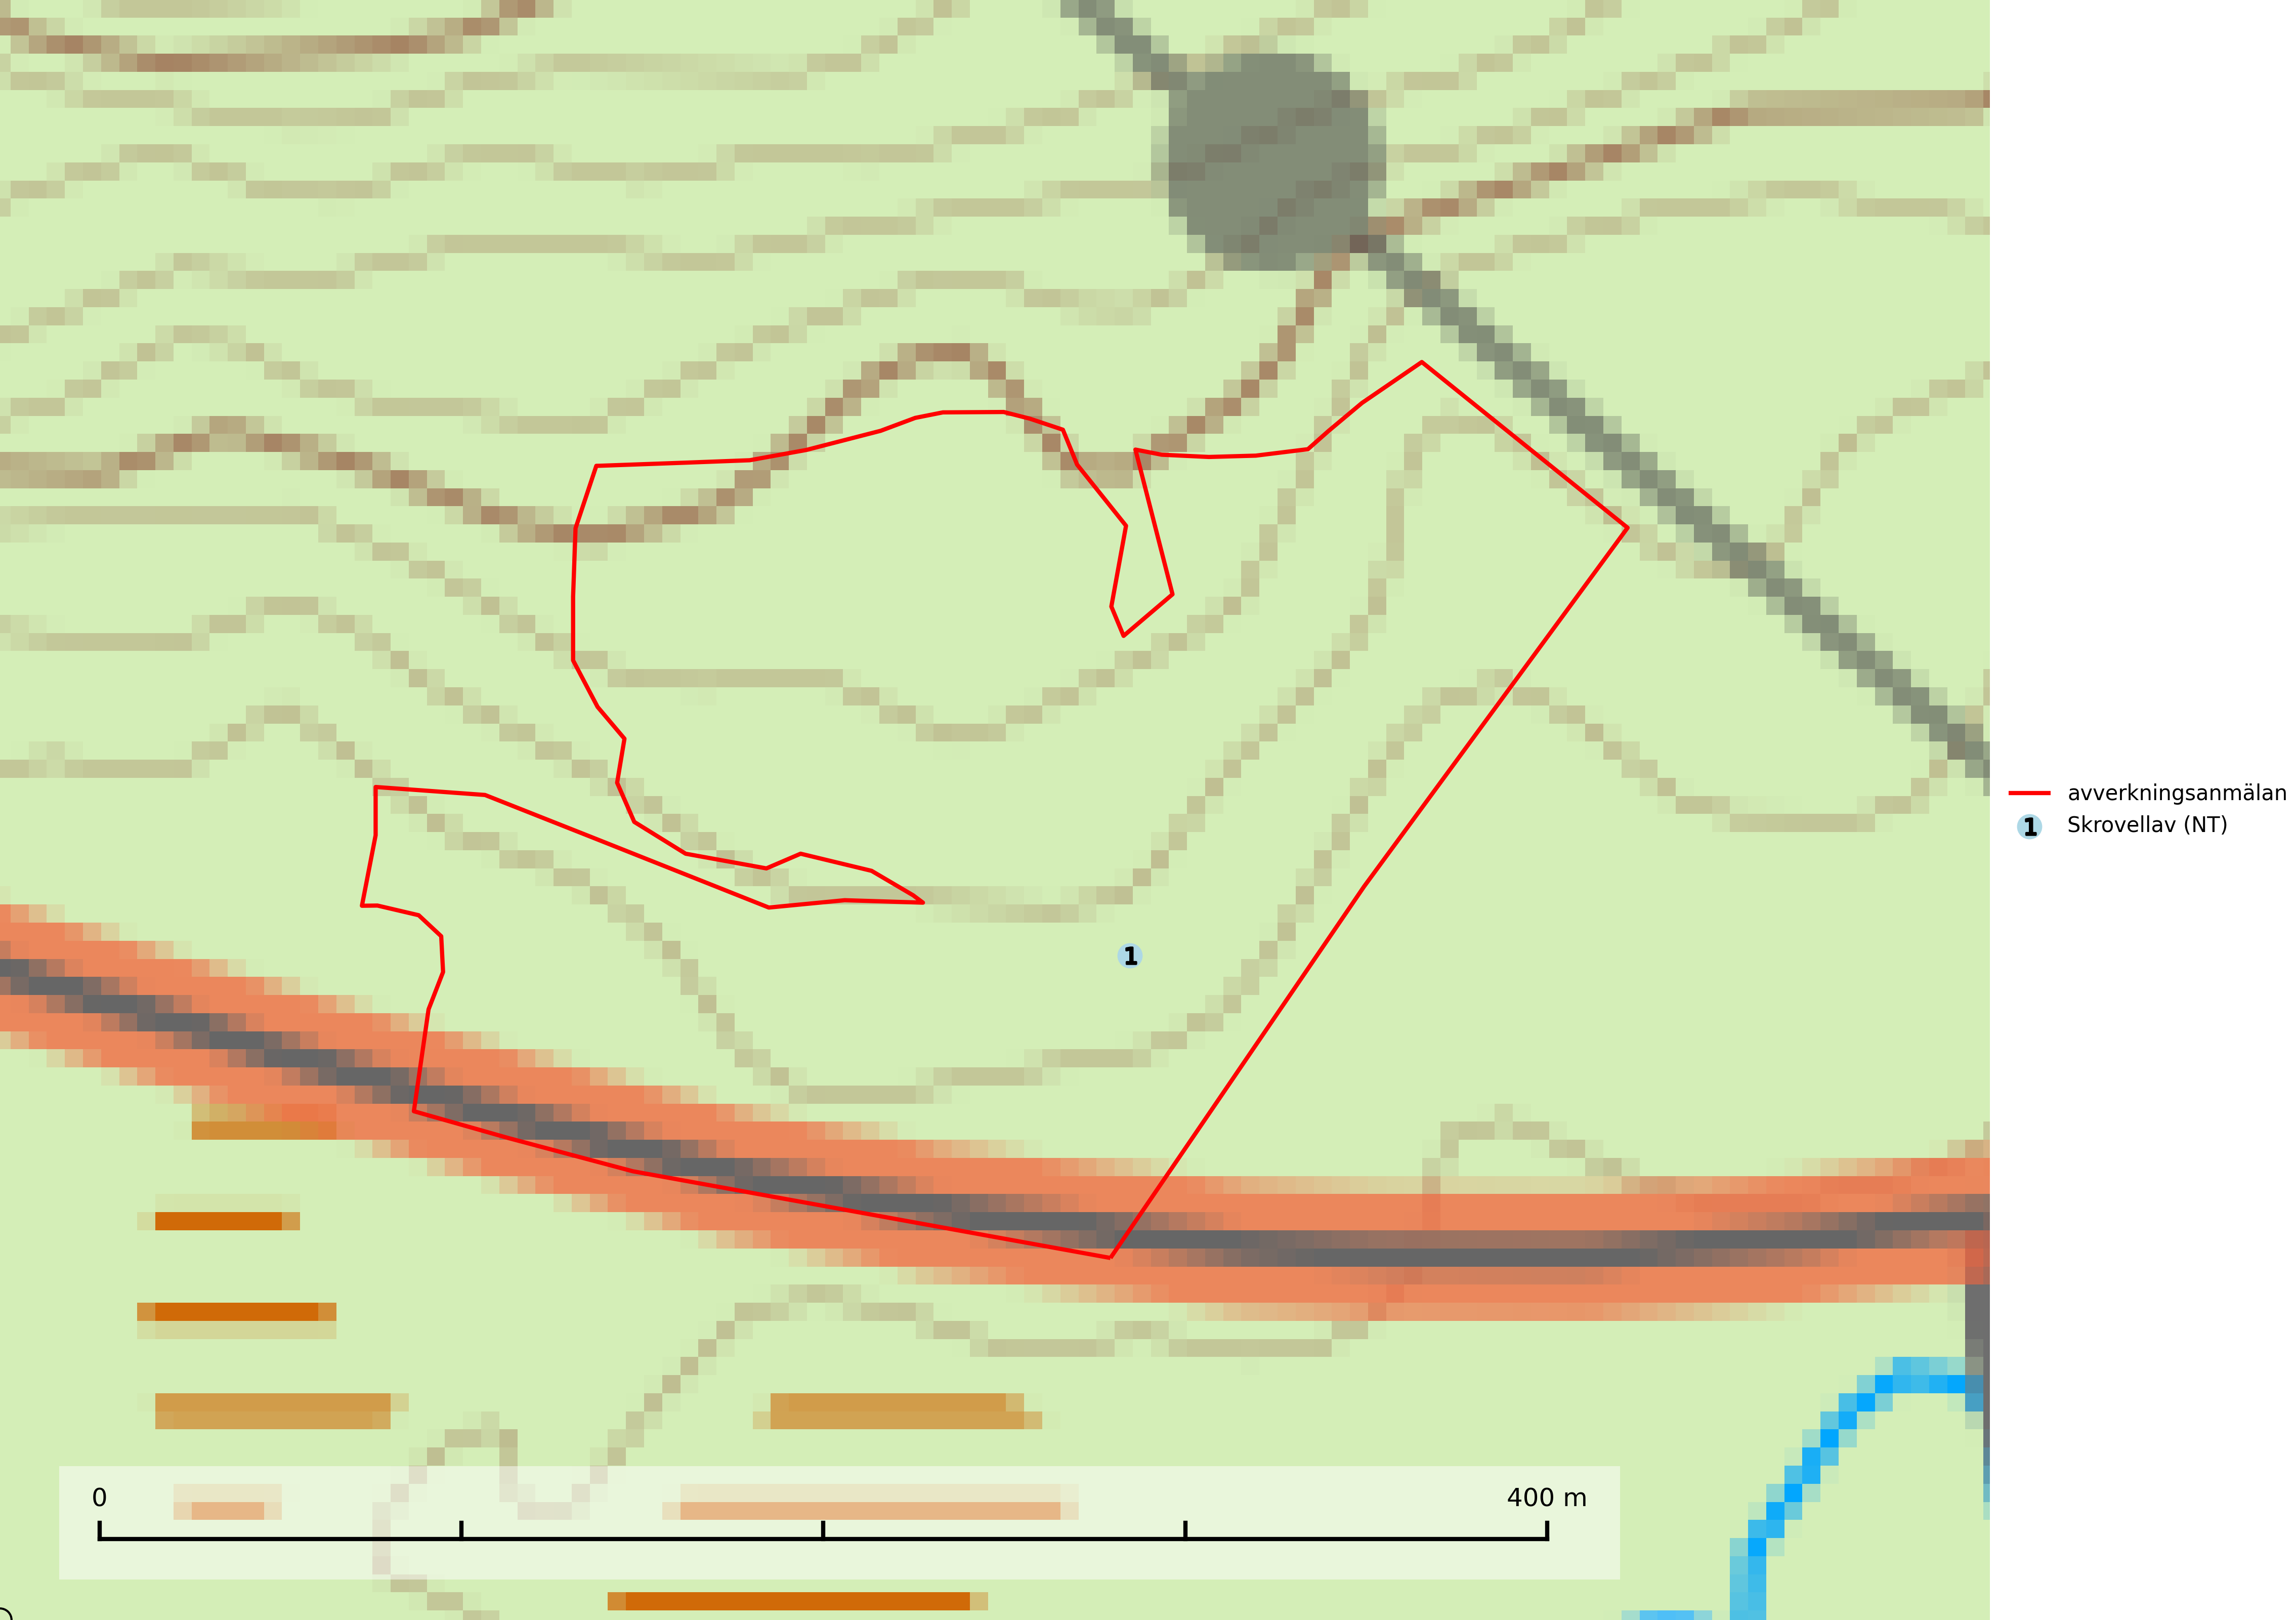 avverkningsanmälan
1 Skrovellav (NT)
1
0 400 m